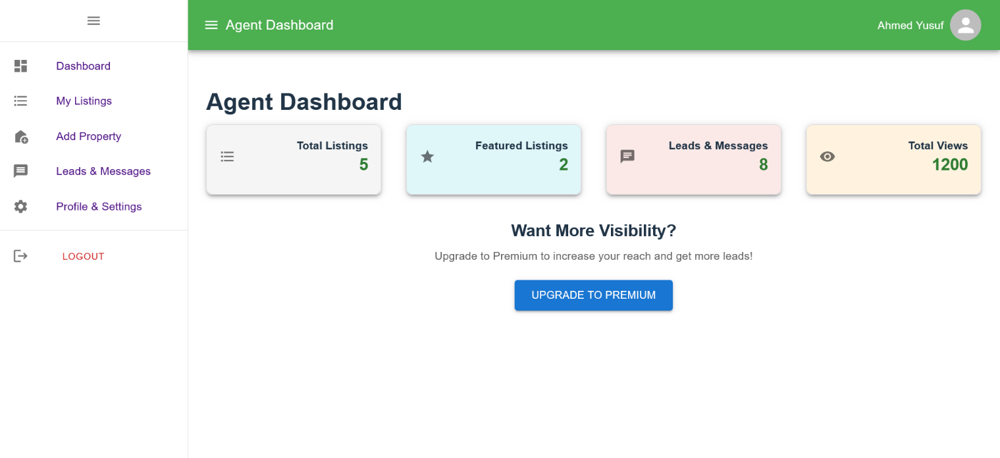 Agent Dashboard
Ahmed Yusuf
Dashboard
My Listings
Add Property
Leads & Messages
Profile & Settings
LOGOUT
Agent Dashboard
Total Listings
5
Featured Listings
2
Leads & Messages
8
Total Views
1200
Want More Visibility?
Upgrade to Premium to increase your reach and get more leads!
UPGRADE TO PREMIUM